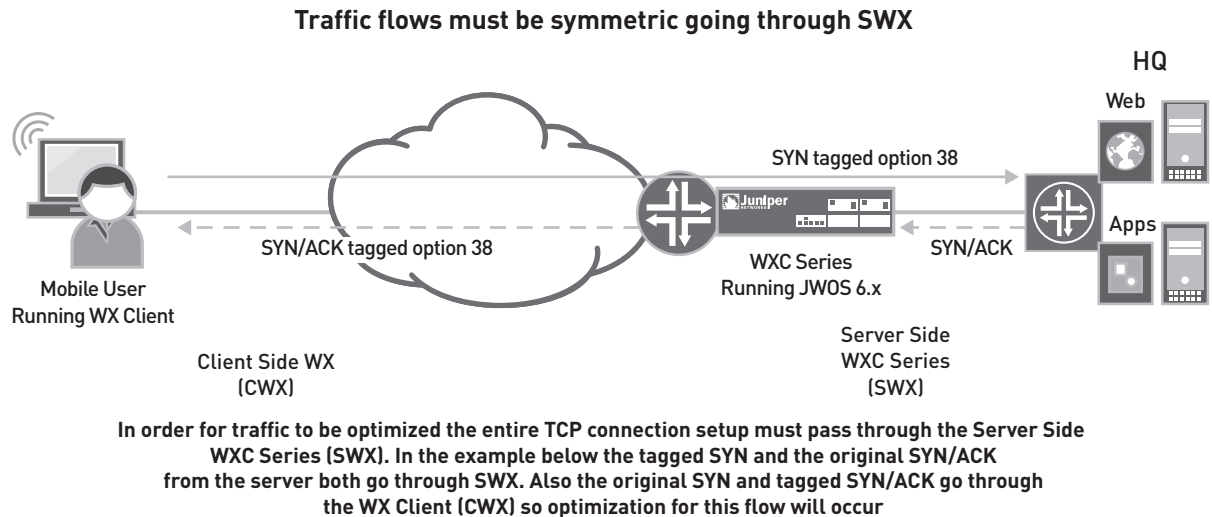 Traffic flows must be symmetric going through SWX
HQ
Web
SYN tagged option 38
Juniper
NETWORKS
Apps
SYN/ACK tagged option 38
SYN/ACK
WXC Series
Running JWOS 6.x
Mobile User
Running WX Client
Server Side
WXC Series
(SWX)
Client Side WX
(CWX)
In order for traffic to be optimized the entire TCP connection setup must pass through the Server Side
WXC Series (SWX). In the example below the tagged SYN and the original SYN/ACK
from the server both go through SWX. Also the original SYN and tagged SYN/ACK go through
the WX Client (CWX) so optimization for this flow will occur